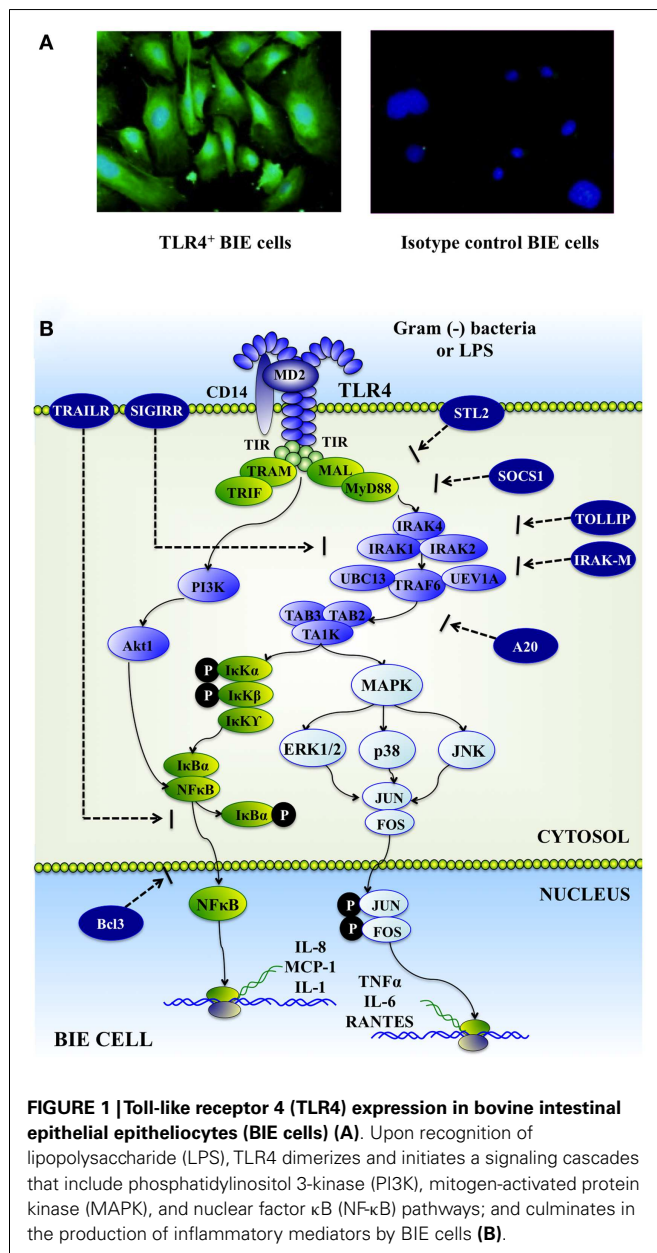 A
TLR4+ BIE cells
Isotype control BIE cells
B
Gram (-) bacteria
or LPS
MD2
CD14
TLR4
TRAILR
SIGIRR
STL2
TIR
TIR
TRAM
MAL
TRIF
MyD88
SOCS1
IRAK4
TOLLIP
IRAK1
IRAK2
IRAK-M
UBC13
TRAF6
UEV1A
PI3K
TAB3
TAB2
TA1K
Akt1
A20
P
IκKα
P
IκKβ
IκKϒ
MAPK
ERK1/2
p38
JNK
IκBα
NFκB
IκBα
P
JUN
FOS
CYTOSOL
NUCLEUS
Bcl3
NFκB
P
JUN
P
FOS
IL-8
MCP-1
IL-1
TNFα
IL-6
RANTES
BIE CELL
FIGURE 1 | Toll-like receptor 4 (TLR4) expression in bovine intestinal
epithelial epitheliocytes (BIE cells) (A). Upon recognition of
lipopolysaccharide (LPS), TLR4 dimerizes and initiates a signaling cascades
that include phosphatidylinositol 3-kinase (PI3K), mitogen-activated protein
kinase (MAPK), and nuclear factor κB (NF-κB) pathways; and culminates in
the production of inflammatory mediators by BIE cells (B).